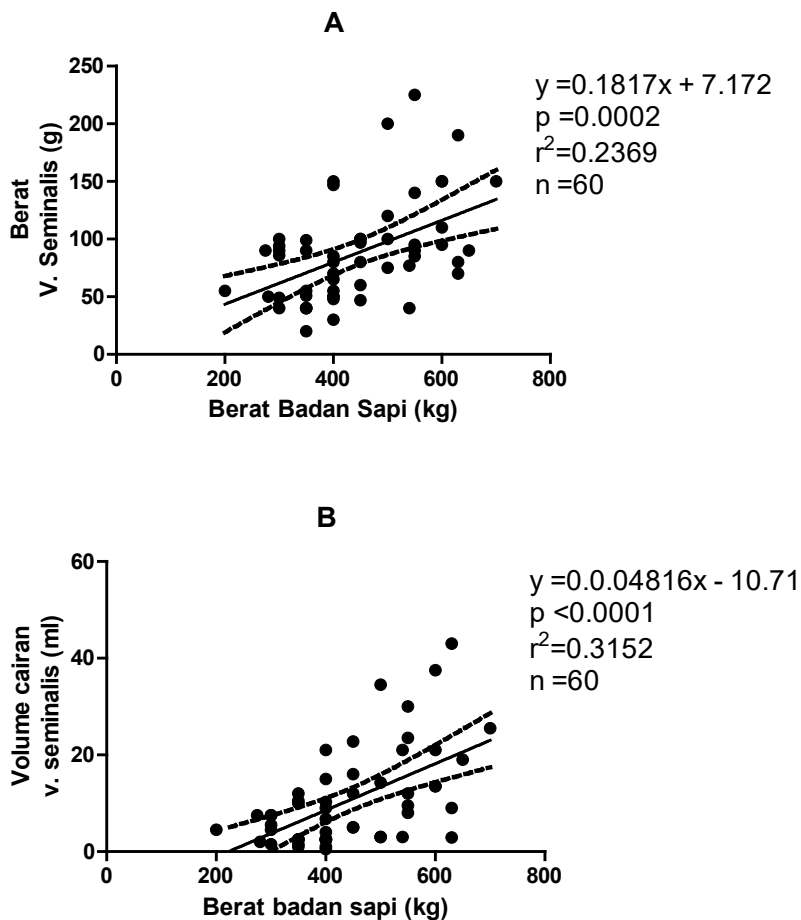 A
y =0.1817x + 7.172
p =0.0002
r²=0.2369
n =60
Berat
V. Seminalis (g)
250
200
150
100
50
0
0 200 400 600 800
Berat Badan Sapi (kg)
B
y =0.0.04816x - 10.71
p <0.0001
r²=0.3152
n =60
Volume cairan
v. seminalis (ml)
60
40
20
0
0 200 400 600 800
Berat badan sapi (kg)